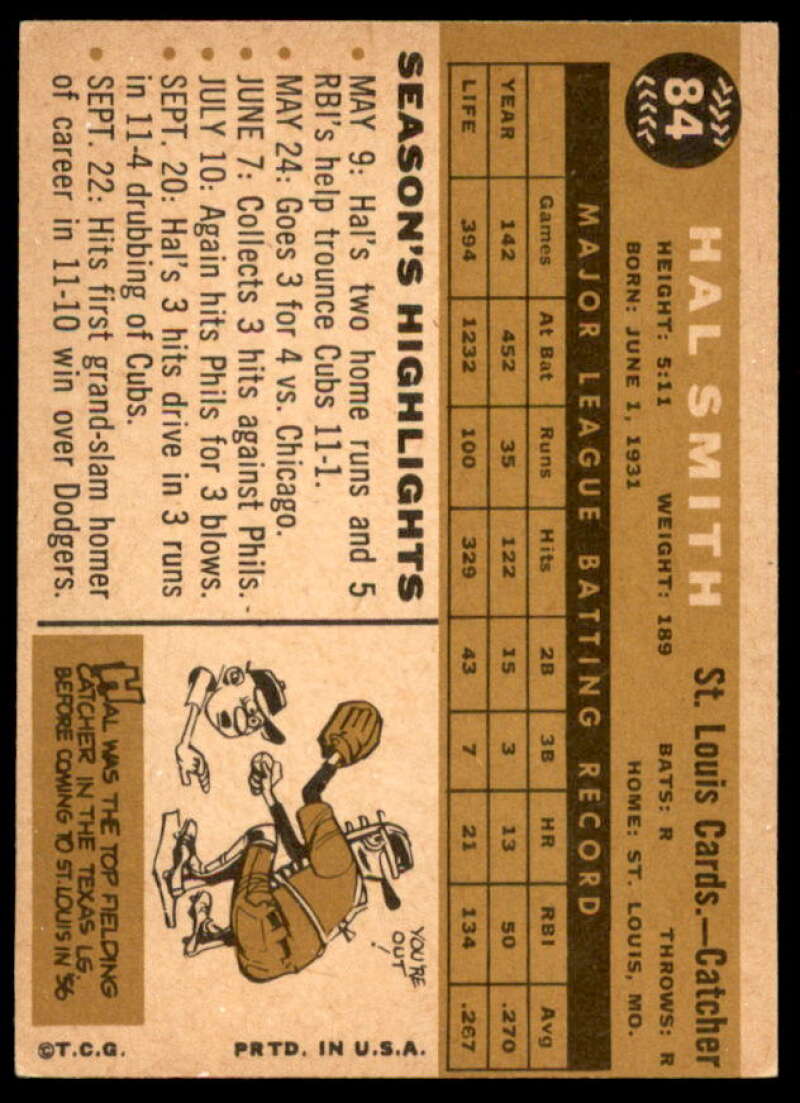 84
HAL SMITH
St. Louis Cards.—Catcher
HEIGHT: 5:11 WEIGHT: 189 BATS: R THROWS: R
BORN: JUNE 1, 1931 HOME: ST. LOUIS, MO.
MAJOR LEAGUE BATTING RECORD
Games At Bat Runs Hits 2B 3B HR RBI Avg
YEAR 142 452 35 122 15 3 13 50 .270
LIFE 394 1232 100 329 43 7 21 134 .267
SEASON'S HIGHLIGHTS
• MAY 9: Hal's two home runs and 5
RBI's help trounce Cubs 11-1.
• MAY 24: Goes 3 for 4 vs. Chicago.
• JUNE 7: Collects 3 hits against Phils.
• JULY 10: Again hits Phils for 3 blows.
• SEPT. 20: Hal's 3 hits drive in 3 runs
in 11-4 drubbing of Cubs.
• SEPT. 22: Hits first grand-slam homer
of career in 11-10 win over Dodgers.
YOU'RE
OUT!
HAL WAS THE TOP FIELDING
CATCHER IN THE TEXAS LG.
BEFORE COMING TO ST. LOUIS IN '56
©T.C.G. PRTD. IN U.S.A.